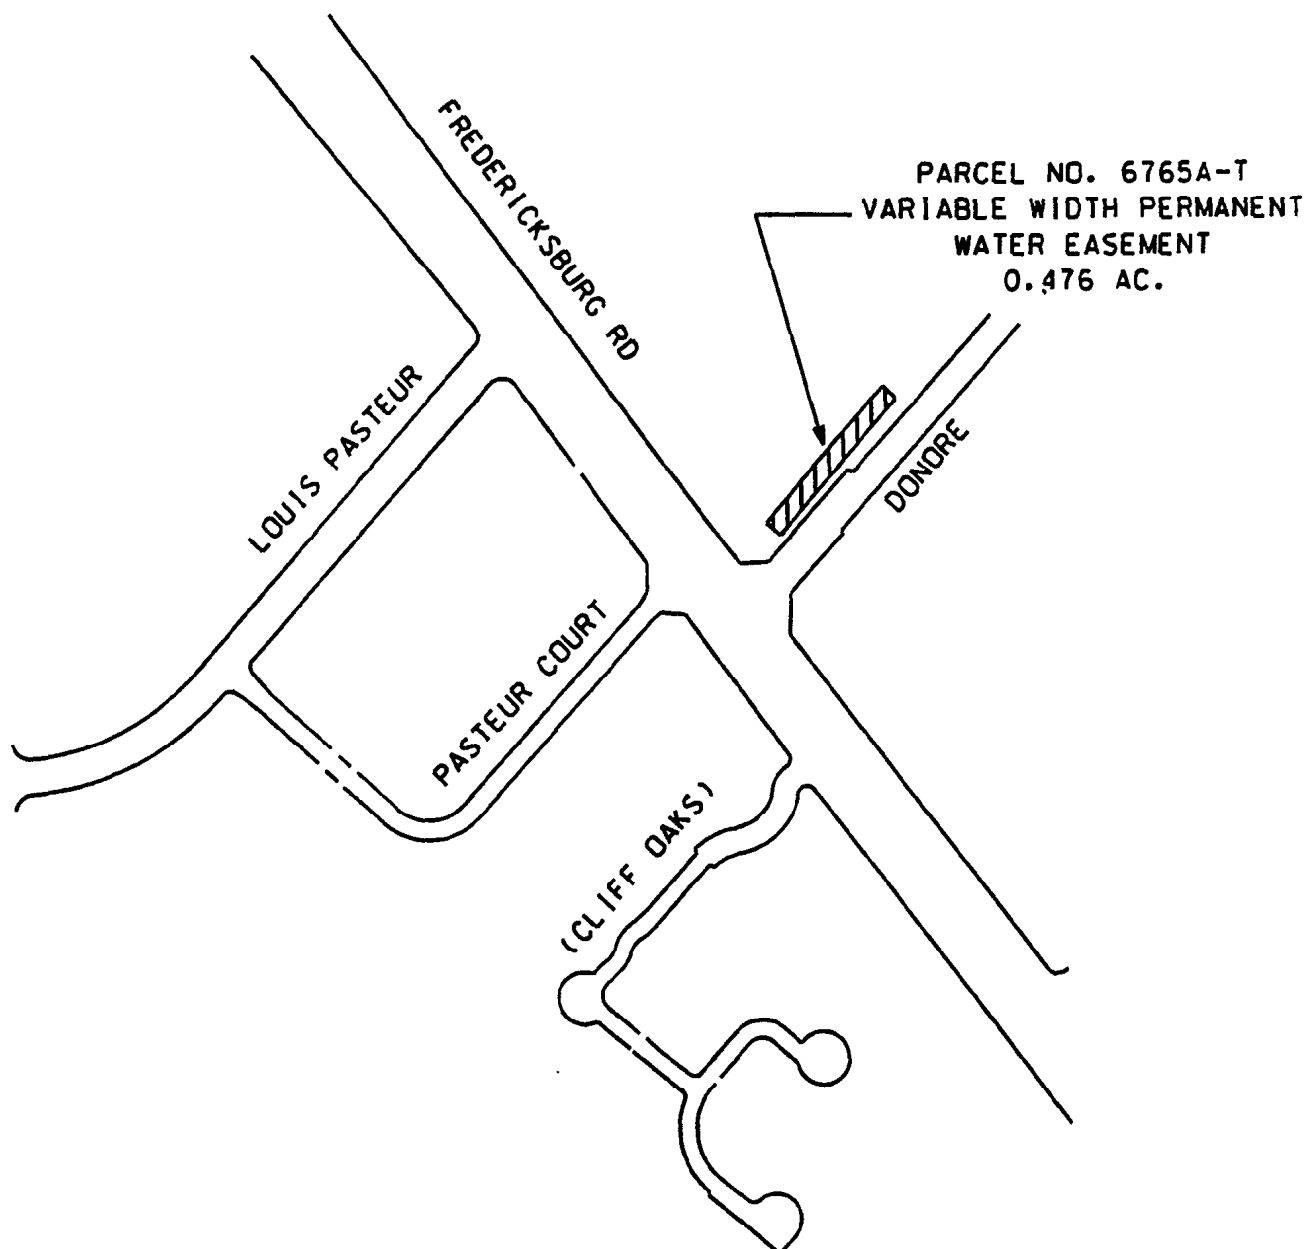 FREDERICKSBURG RD
PARCEL NO. 6765A-T
VARIABLE WIDTH PERMANENT
WATER EASEMENT
0.476 AC.
LOUIS PASTEUR
DONORE
PASTEUR COURT
(CLIFF OAKS)